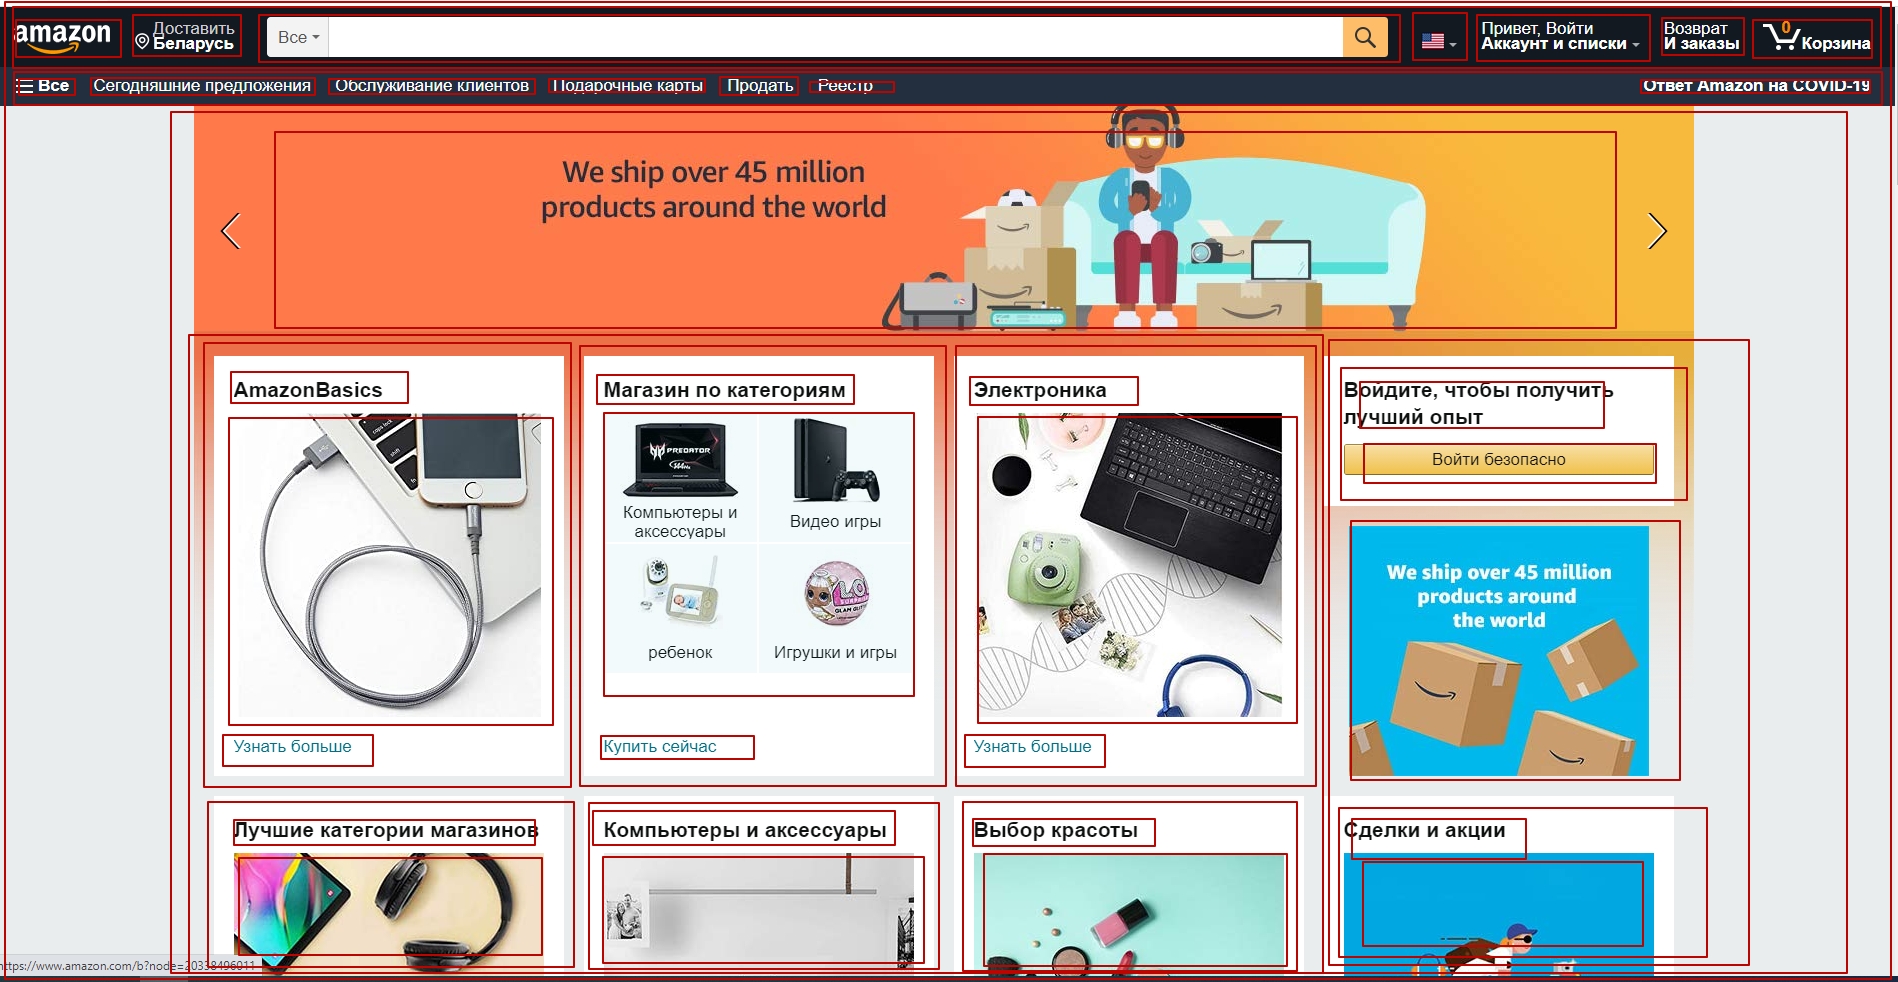 amazon
Доставить
Беларусь
Все
Привет, Войти
Аккаунт и списки
Возврат
И заказы
0
Корзина
Все
Сегодняшние предложения
Обслуживание клиентов
Подарочные карты
Продать
Реестр
Ответ Amazon на COVID-19
We ship over 45 million
products around the world
AmazonBasics
Узнать больше
Магазин по категориям
PREDATOR
144Hz
Компьютеры и
аксессуары
Видео игры
ребенок
L.O.L.
SURPRISE
Игрушки и игры
Купить сейчас
Электроника
Узнать больше
Войдите, чтобы получить
лучший опыт
Войти безопасно
We ship over 45 million
products around
the world
Лучшие категории магазинов
Компьютеры и аксессуары
Выбор красоты
Сделки и акции
https://www.amazon.com/b?node=20338496011